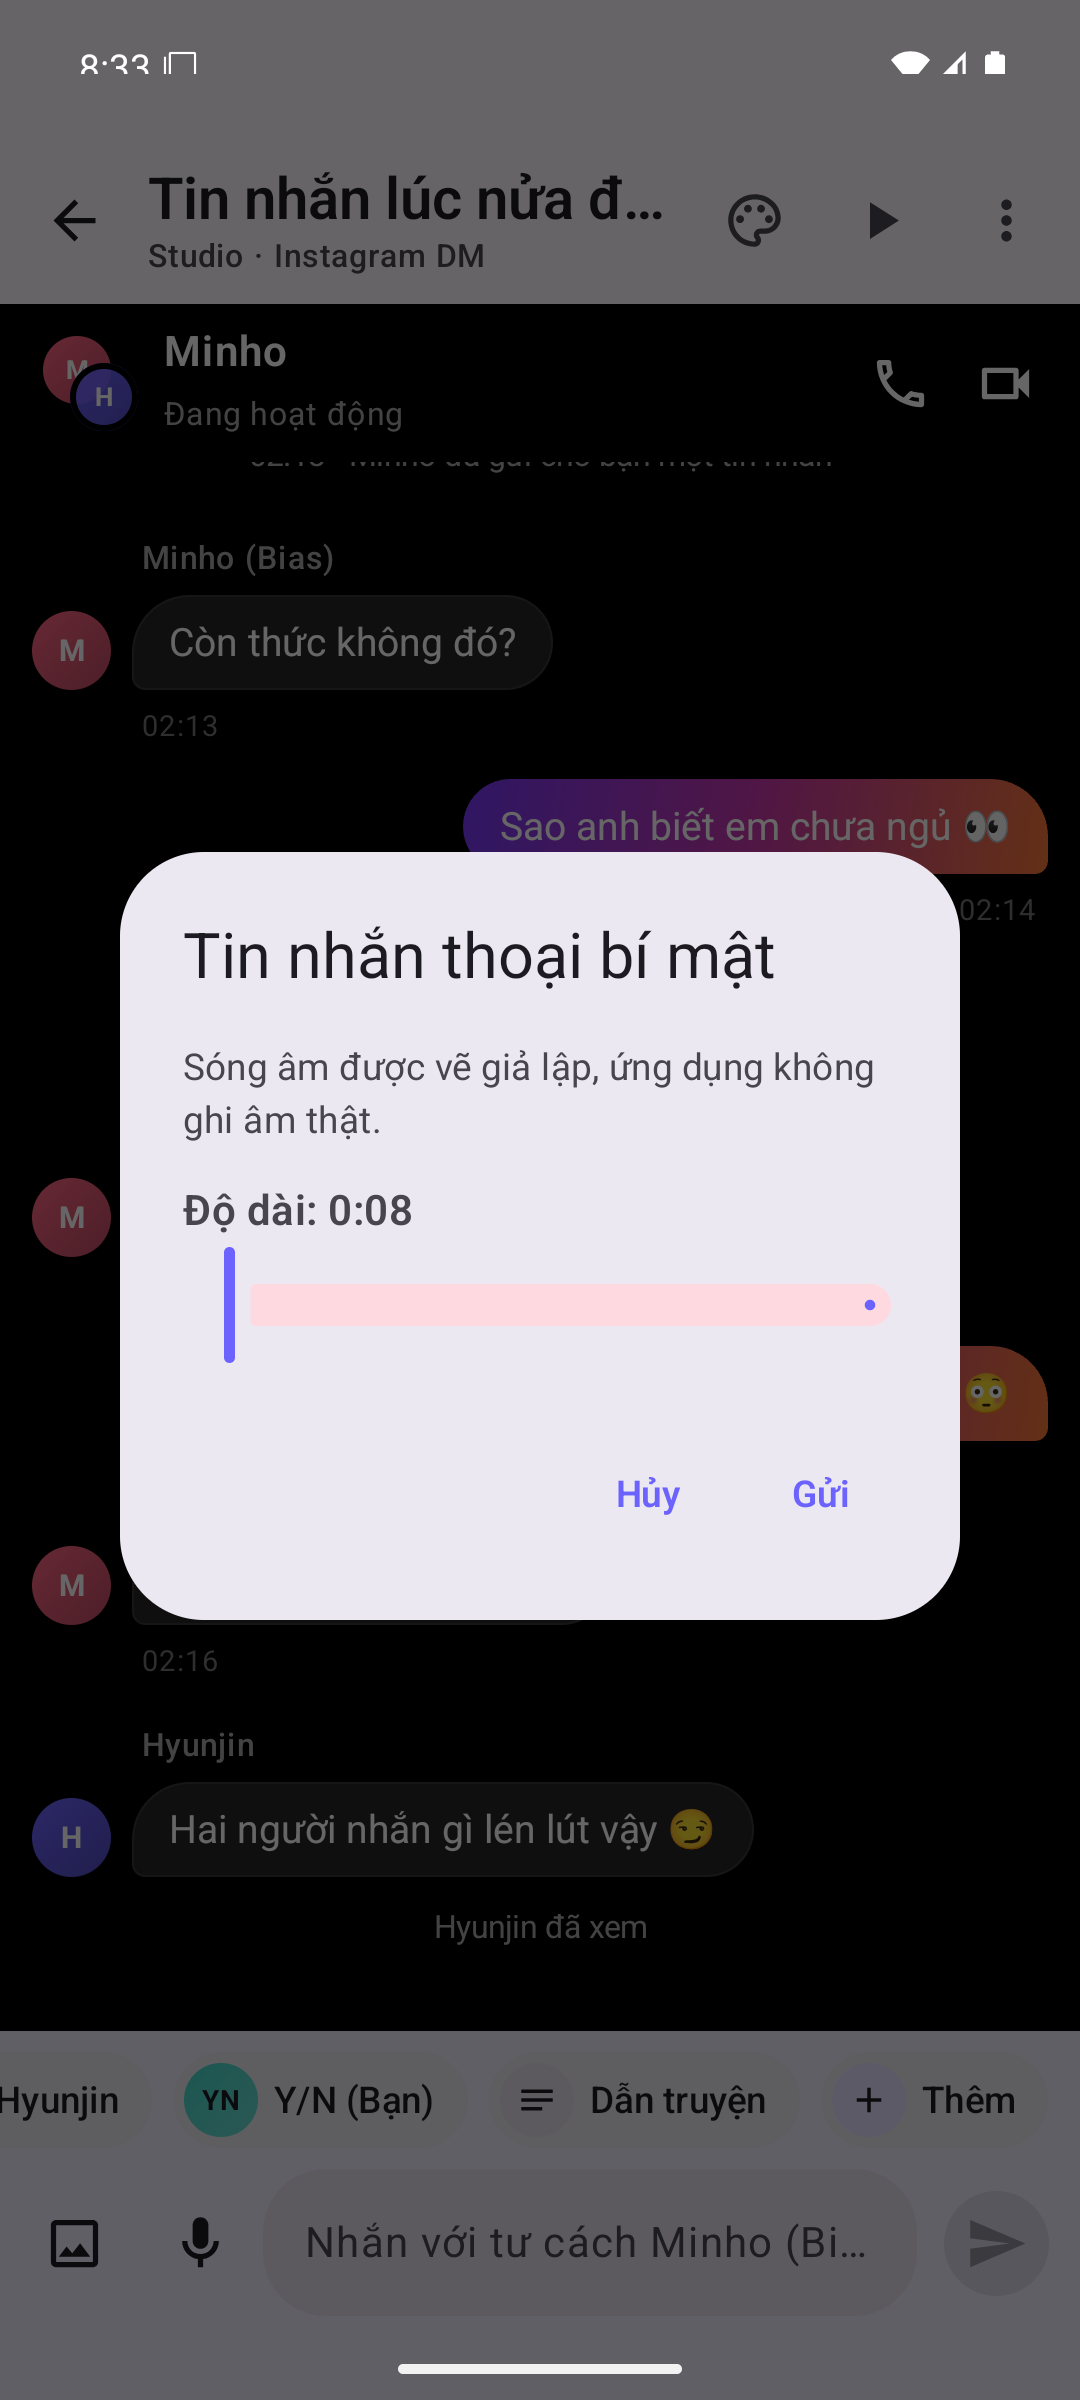 8:33
Tin nhắn lúc nửa đ...
Studio · Instagram DM
M
H
Minho
Đang hoạt động
Minho (Bias)
M
Còn thức không đó?
02:13
Sao anh biết em chưa ngủ 👀
02:14
Tin nhắn thoại bí mật
Sóng âm được vẽ giả lập, ứng dụng không
ghi âm thật.
Độ dài: 0:08
M
😳
Hủy
Gửi
M
02:16
Hyunjin
H
Hai người nhắn gì lén lút vậy 😏
Hyunjin đã xem
Hyunjin
YN
Y/N (Bạn)
Dẫn truyện
Thêm
Nhắn với tư cách Minho (Bi...